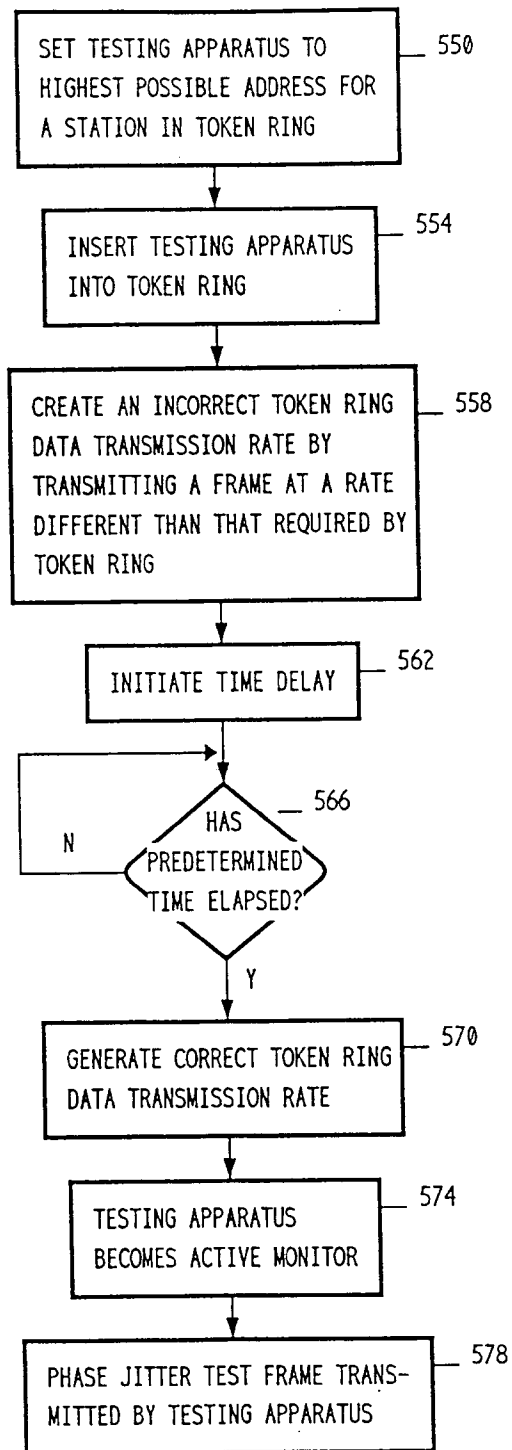 SET TESTING APPARATUS TO
HIGHEST POSSIBLE ADDRESS FOR
A STATION IN TOKEN RING
550
INSERT TESTING APPARATUS
INTO TOKEN RING
554
CREATE AN INCORRECT TOKEN RING
DATA TRANSMISSION RATE BY
TRANSMITTING A FRAME AT A RATE
DIFFERENT THAN THAT REQUIRED BY
TOKEN RING
558
INITIATE TIME DELAY
562
HAS
PREDETERMINED
TIME ELAPSED?
566
N
Y
GENERATE CORRECT TOKEN RING
DATA TRANSMISSION RATE
570
TESTING APPARATUS
BECOMES ACTIVE MONITOR
574
PHASE JITTER TEST FRAME TRANS-
MITTED BY TESTING APPARATUS
578